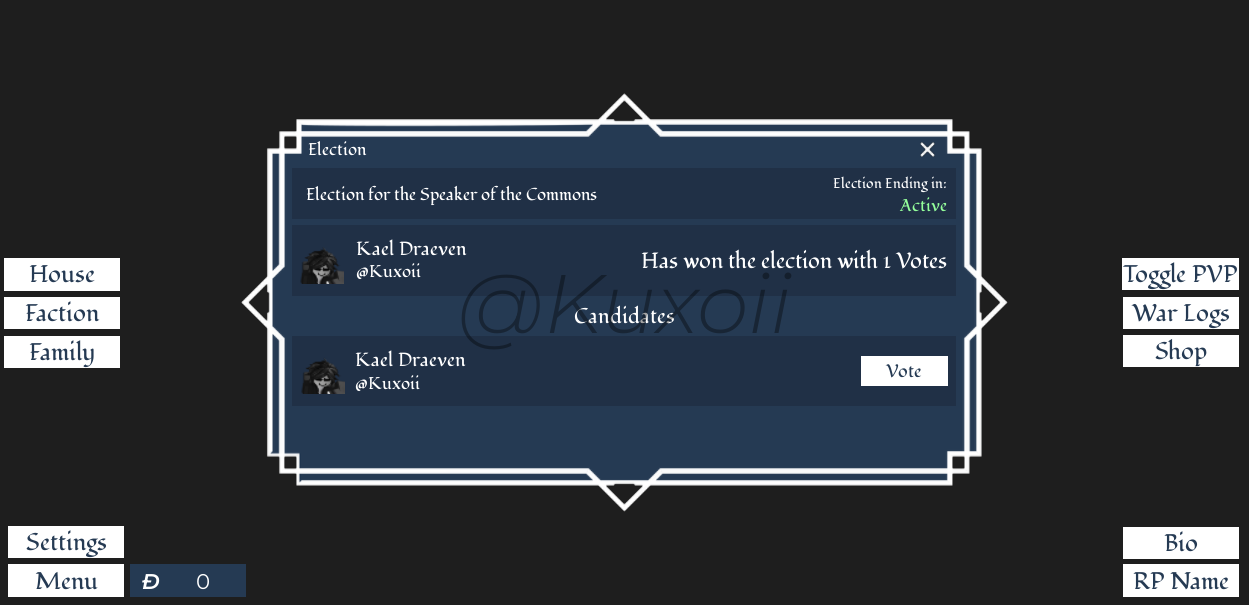 Election
Election for the Speaker of the Commons
Election Ending in:
Active
Kael Draeven
@Kuxoii
Has won the election with 1 Votes
@Kuxoii
Candidates
Kael Draeven
@Kuxoii
Vote
House
Faction
Family
Toggle PVP
War Logs
Shop
Settings
Menu
Đ 0
Bio
RP Name